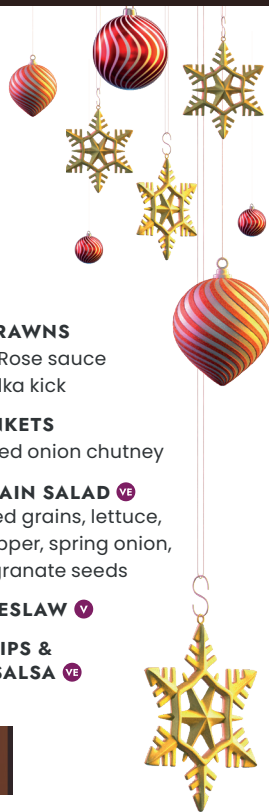 RAWNS
Rose sauce
ka kick
KETS
ed onion chutney
AIN SALAD VE
ed grains, lettuce,
pper, spring onion,
granate seeds
ESLAW V
IPS &
SALSA VE